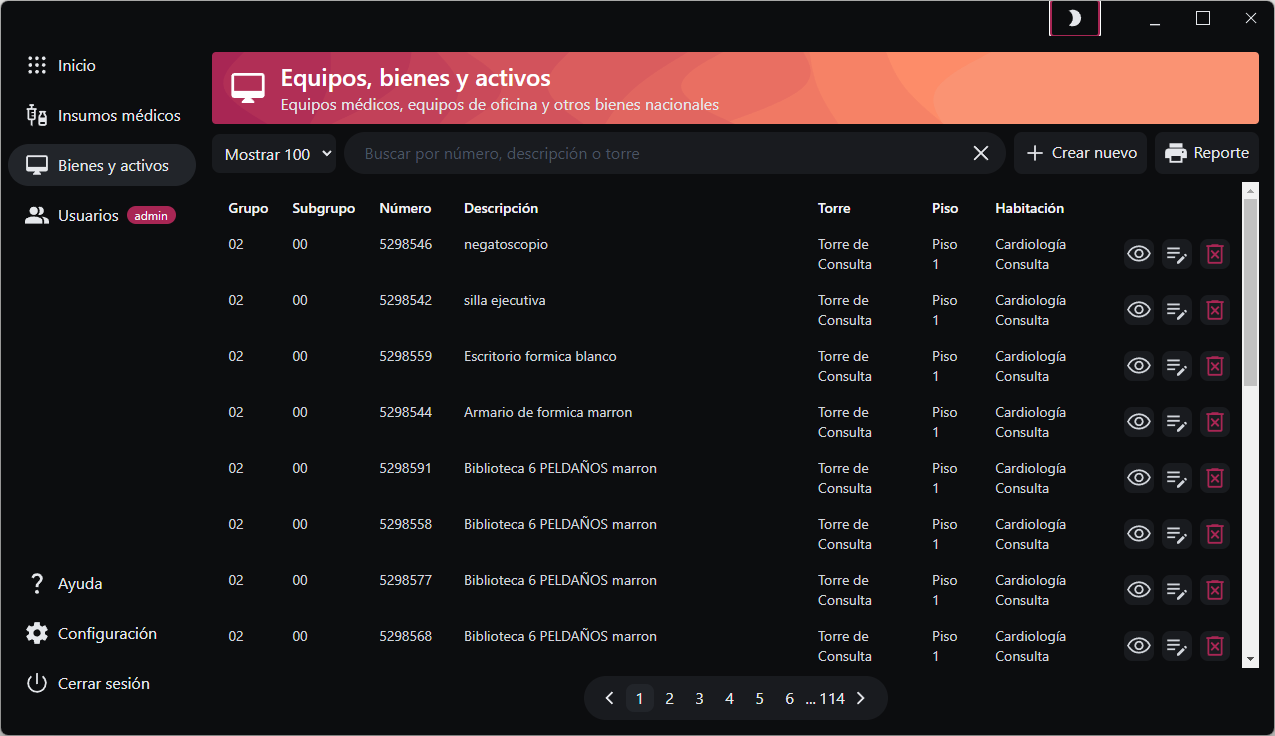 Inicio
Insumos médicos
Bienes y activos
Usuarios admin
Ayuda
Configuración
Cerrar sesión
Equipos, bienes y activos
Equipos médicos, equipos de oficina y otros bienes nacionales
Mostrar 100 Buscar por número, descripción o torre Crear nuevo Reporte
Grupo Subgrupo Número Descripción Torre Piso Habitación
02 00 5298546 negatoscopio Torre de Piso Cardiología
Consulta 1 Consulta
02 00 5298542 silla ejecutiva Torre de Piso Cardiología
Consulta 1 Consulta
02 00 5298559 Escritorio formica blanco Torre de Piso Cardiología
Consulta 1 Consulta
02 00 5298544 Armario de formica marron Torre de Piso Cardiología
Consulta 1 Consulta
02 00 5298591 Biblioteca 6 PELDAÑOS marron Torre de Piso Cardiología
Consulta 1 Consulta
02 00 5298558 Biblioteca 6 PELDAÑOS marron Torre de Piso Cardiología
Consulta 1 Consulta
02 00 5298577 Biblioteca 6 PELDAÑOS marron Torre de Piso Cardiología
Consulta 1 Consulta
02 00 5298568 Biblioteca 6 PELDAÑOS marron Torre de Piso Cardiología
Consulta 1 Consulta
1 2 3 4 5 6 ... 114